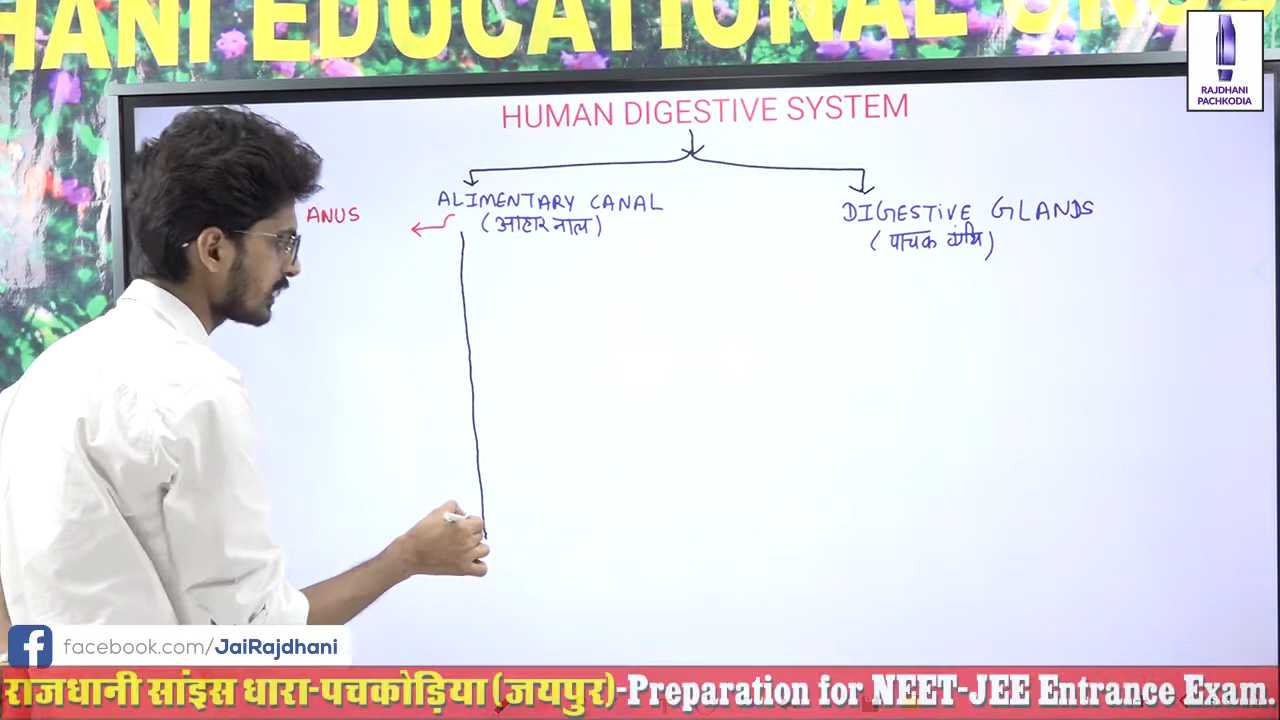 HANI EDUCATIONAL GROU
RAJDHANI
PACHKODIA
HUMAN DIGESTIVE SYSTEM
ALIMENTARY CANAL
(आहार नाल)
ANUS
DIGESTIVE GLANDS
(पाचक ग्रंथि)
facebook.com/JaiRajdhani
राजधानी सांइस धारा-पचकोड़िया (जयपुर)-Preparation for NEET-JEE Entrance Exam.